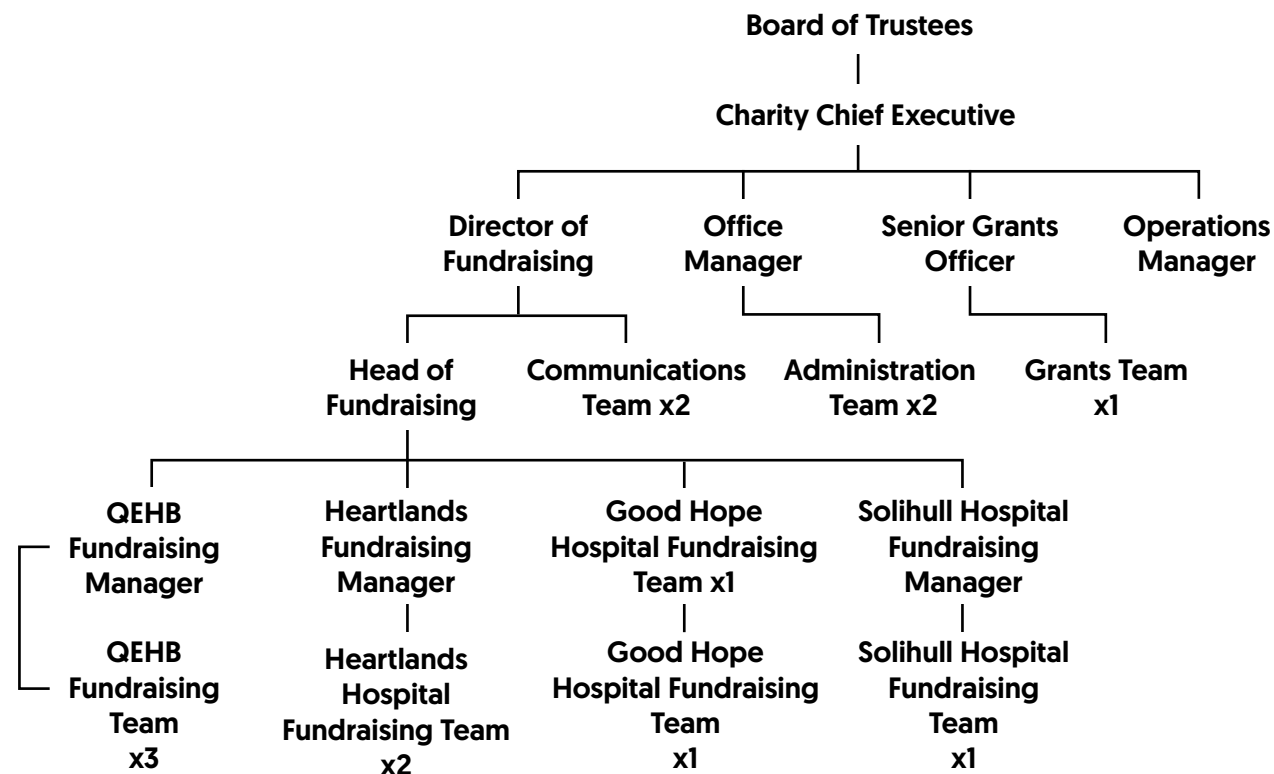 Board of Trustees
Charity Chief Executive
Director of
Fundraising
Office
Manager
Senior Grants
Officer
Operations
Manager
Head of
Fundraising
Communications
Team x2
Administration
Team x2
Grants Team
x1
QEHB
Fundraising
Manager
Heartlands
Fundraising
Manager
Good Hope
Hospital Fundraising
Team x1
Solihull Hospital
Fundraising
Manager
QEHB
Fundraising
Team
x3
Heartlands
Hospital
Fundraising Team
x2
Good Hope
Hospital Fundraising
Team
x1
Solihull Hospital
Fundraising
Team
x1